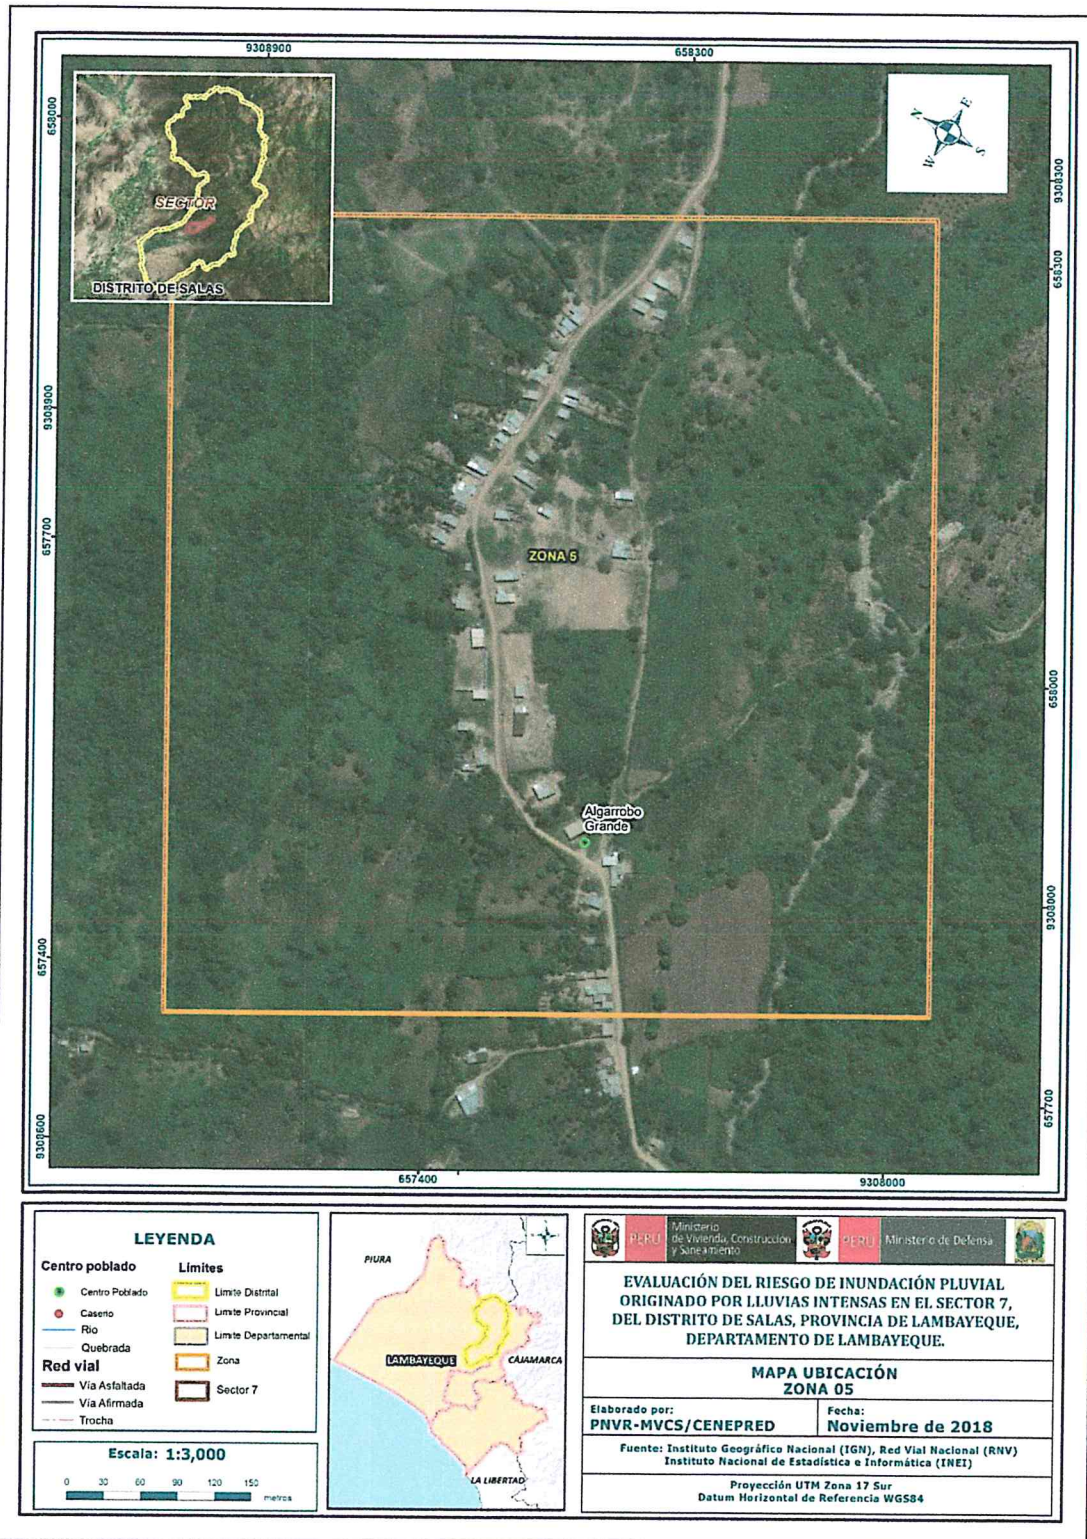 9308900
658300
658000
9308300
658300
N
E
W
S
SECTOR
DISTRITO DE SALAS
9308900
657700
ZONA 5
658000
Algarrobo
Grande
9308000
657400
657700
9308600
657400
9308000
LEYENDA
Centro poblado
Centro Poblado
Caserio
Rio
Quebrada
Red vial
Vía Asfaltada
Vía Afirmada
Trocha
Límites
Limite Distrital
Limite Provincial
Limite Departamental
Zona
Sector 7
Escala: 1:3,000
0 30 60 90 120 150
metros
PIURA
LAMBAYEQUE
CAJAMARCA
LA LIBERTAD
PERÚ
Ministerio
de Vivienda, Construcción
y Saneamiento
PERÚ
Ministerio de Defensa
EVALUACIÓN DEL RIESGO DE INUNDACIÓN PLUVIAL
ORIGINADO POR LLUVIAS INTENSAS EN EL SECTOR 7,
DEL DISTRITO DE SALAS, PROVINCIA DE LAMBAYEQUE,
DEPARTAMENTO DE LAMBAYEQUE.
MAPA UBICACIÓN
ZONA 05
Elaborado por:
PNVR-MVCS/CENEPRED
Fecha:
Noviembre de 2018
Fuente: Instituto Geográfico Nacional (IGN), Red Vial Nacional (RNV)
Instituto Nacional de Estadística e Informática (INEI)
Proyección UTM Zona 17 Sur
Datum Horizontal de Referencia WGS84